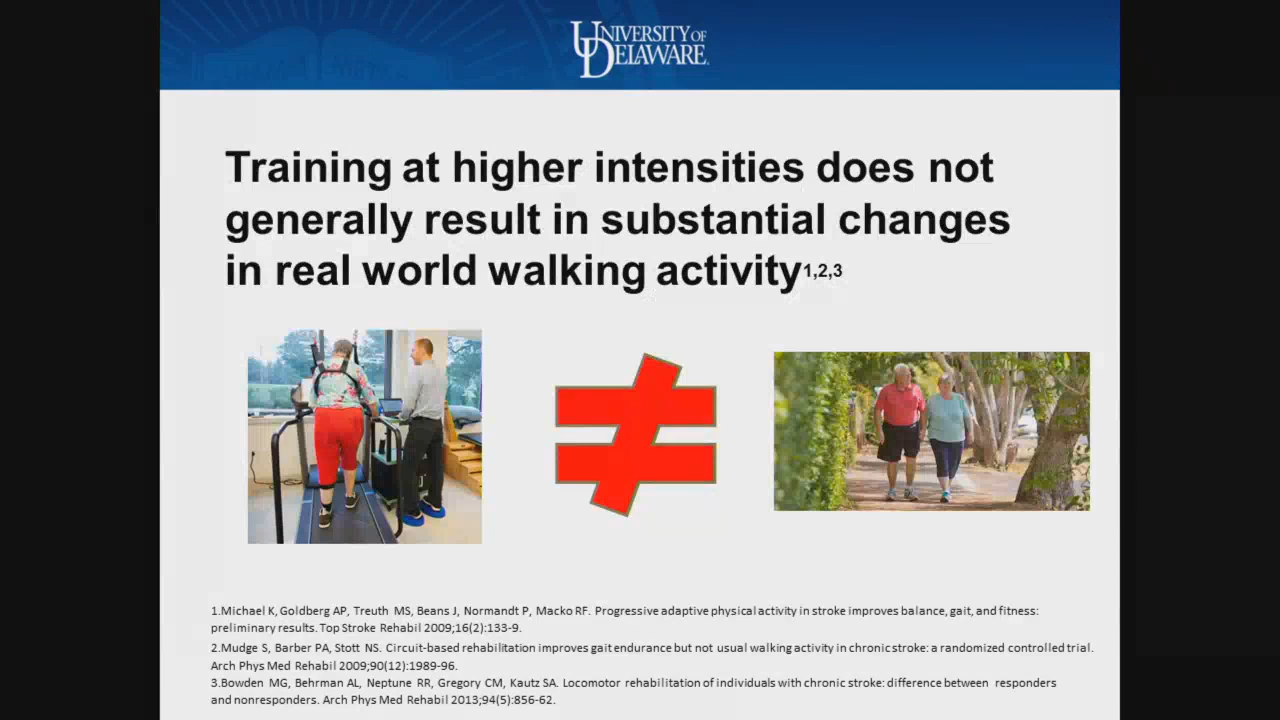 UNIVERSITY OF
DELAWARE.
Training at higher intensities does not
generally result in substantial changes
in real world walking activity1,2,3
1.Michael K, Goldberg AP, Treuth MS, Beans J, Normandt P, Macko RF. Progressive adaptive physical activity in stroke improves balance, gait, and fitness:
preliminary results. Top Stroke Rehabil 2009;16(2):133-9.
2.Mudge S, Barber PA, Stott NS. Circuit-based rehabilitation improves gait endurance but not usual walking activity in chronic stroke: a randomized controlled trial.
Arch Phys Med Rehabil 2009;90(12):1989-96.
3.Bowden MG, Behrman AL, Neptune RR, Gregory CM, Kautz SA. Locomotor rehabilitation of individuals with chronic stroke: difference between responders
and nonresponders. Arch Phys Med Rehabil 2013;94(5):856-62.